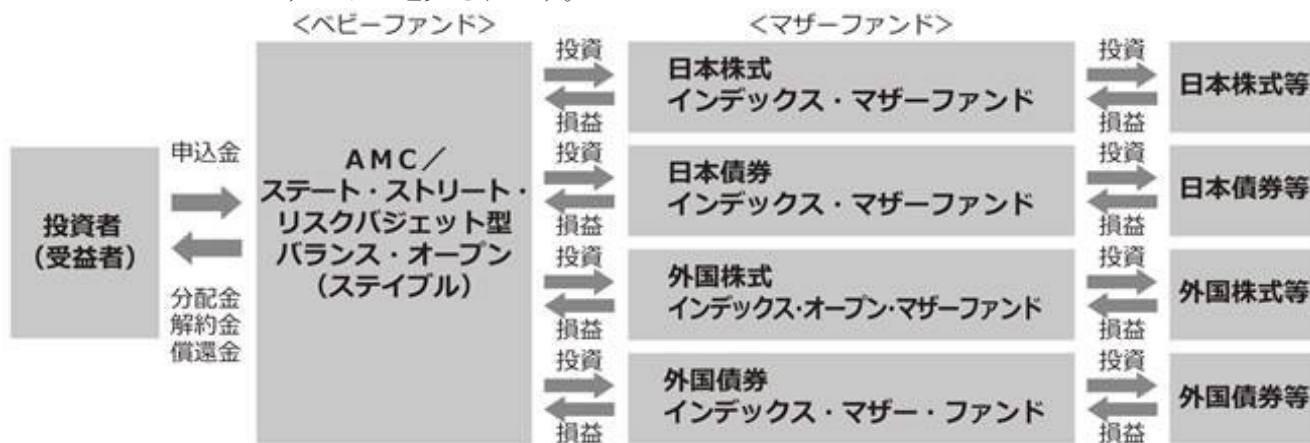 <ベビーファンド>
<マザーファンド>
投資者
(受益者)
申込金
分配金
解約金
償還金
AMC/
ステート・ストリート・
リスクバジェット型
バランス・オープン
(ステイブル)
投資
損益
日本株式
インデックス・マザーファンド
投資
損益
日本株式等
投資
損益
日本債券
インデックス・マザーファンド
投資
損益
日本債券等
投資
損益
外国株式
インデックス・オープン・マザーファンド
投資
損益
外国株式等
投資
損益
外国債券
インデックス・マザー・ファンド
投資
損益
外国債券等